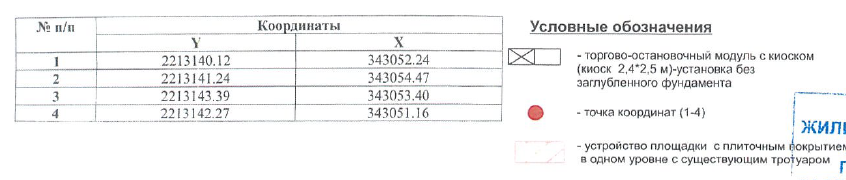 № п/п Координаты
Y X
1 2213140.12 343052.24
2 2213141.24 343054.47
3 2213143.39 343053.40
4 2213142.27 343051.16
Условные обозначения
- торгово-остановочный модуль с киоском
(киоск 2,4*2,5 м)-установка без
заглубленного фундамента
- точка координат (1-4)
- устройство площадки с плиточным покрытием
в одном уровне с существующим тротуаром